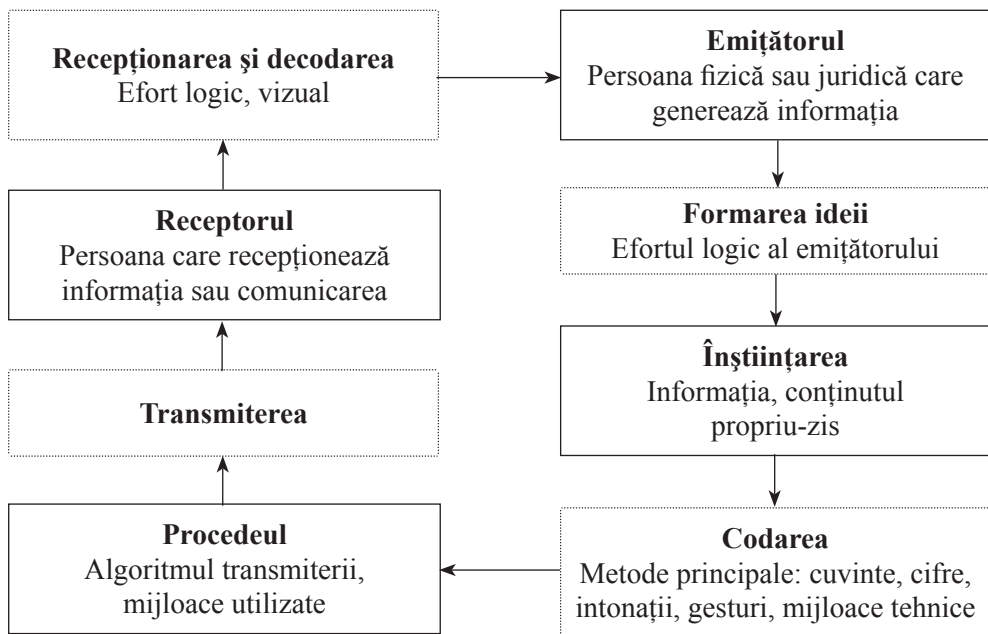 Recepţionarea şi decodarea
Efort logic, vizual
Emiţătorul
Persoana fizică sau juridică care
generează informaţia
Formarea ideii
Efortul logic al emiţătorului
Înştiinţarea
Informaţia, conţinutul
propriu-zis
Codarea
Metode principale: cuvinte, cifre,
intonaţii, gesturi, mijloace tehnice
Procedeul
Algoritmul transmiterii,
mijloace utilizate
Transmiterea
Receptorul
Persoana care recepţionează
informaţia sau comunicarea